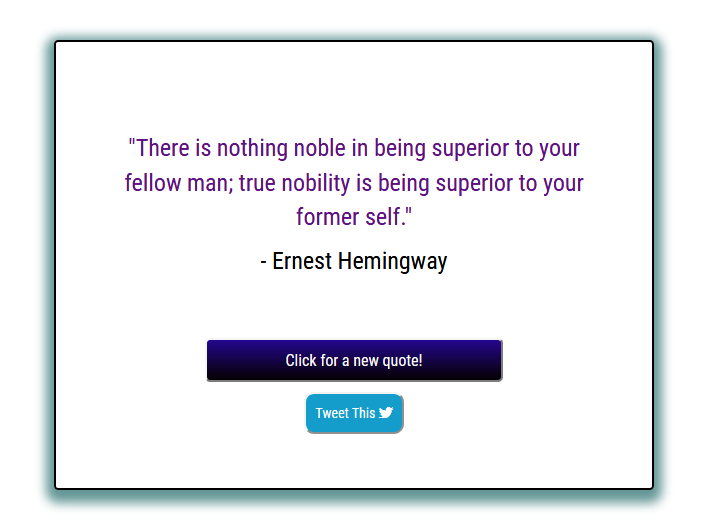 "There is nothing noble in being superior to your
fellow man; true nobility is being superior to your
former self."
- Ernest Hemingway
Click for a new quote!
Tweet This